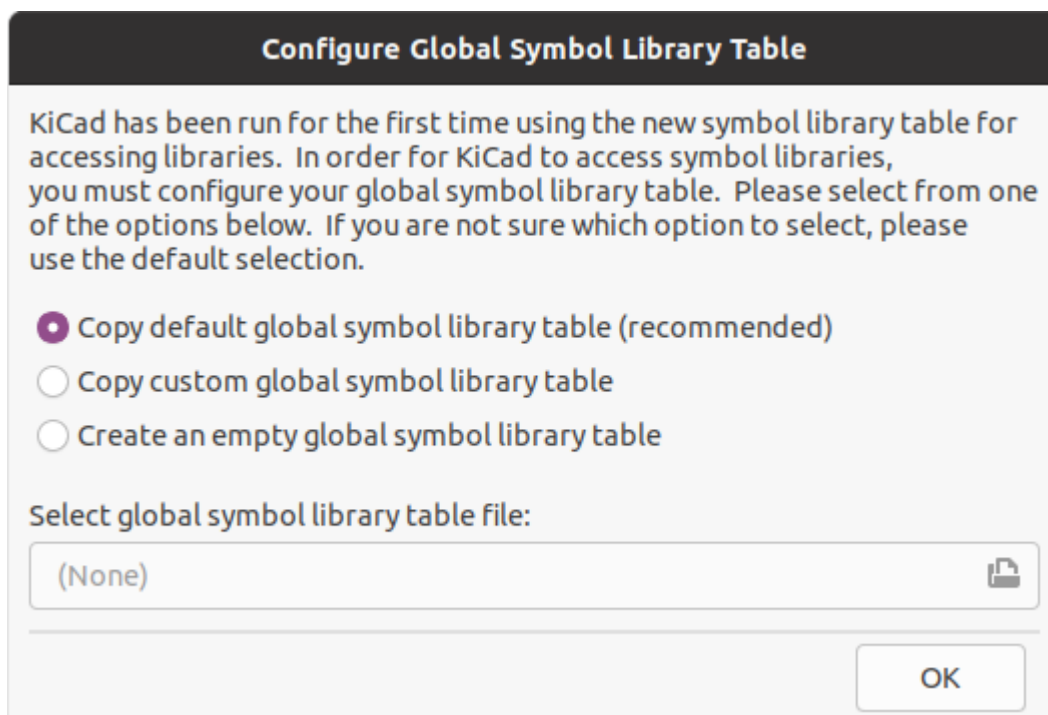 Configure Global Symbol Library Table
KiCad has been run for the first time using the new symbol library table for
accessing libraries.  In order for KiCad to access symbol libraries,
you must configure your global symbol library table.  Please select from one
of the options below.  If you are not sure which option to select, please
use the default selection.
Copy default global symbol library table (recommended)
Copy custom global symbol library table
Create an empty global symbol library table
Select global symbol library table file:
(None)
OK